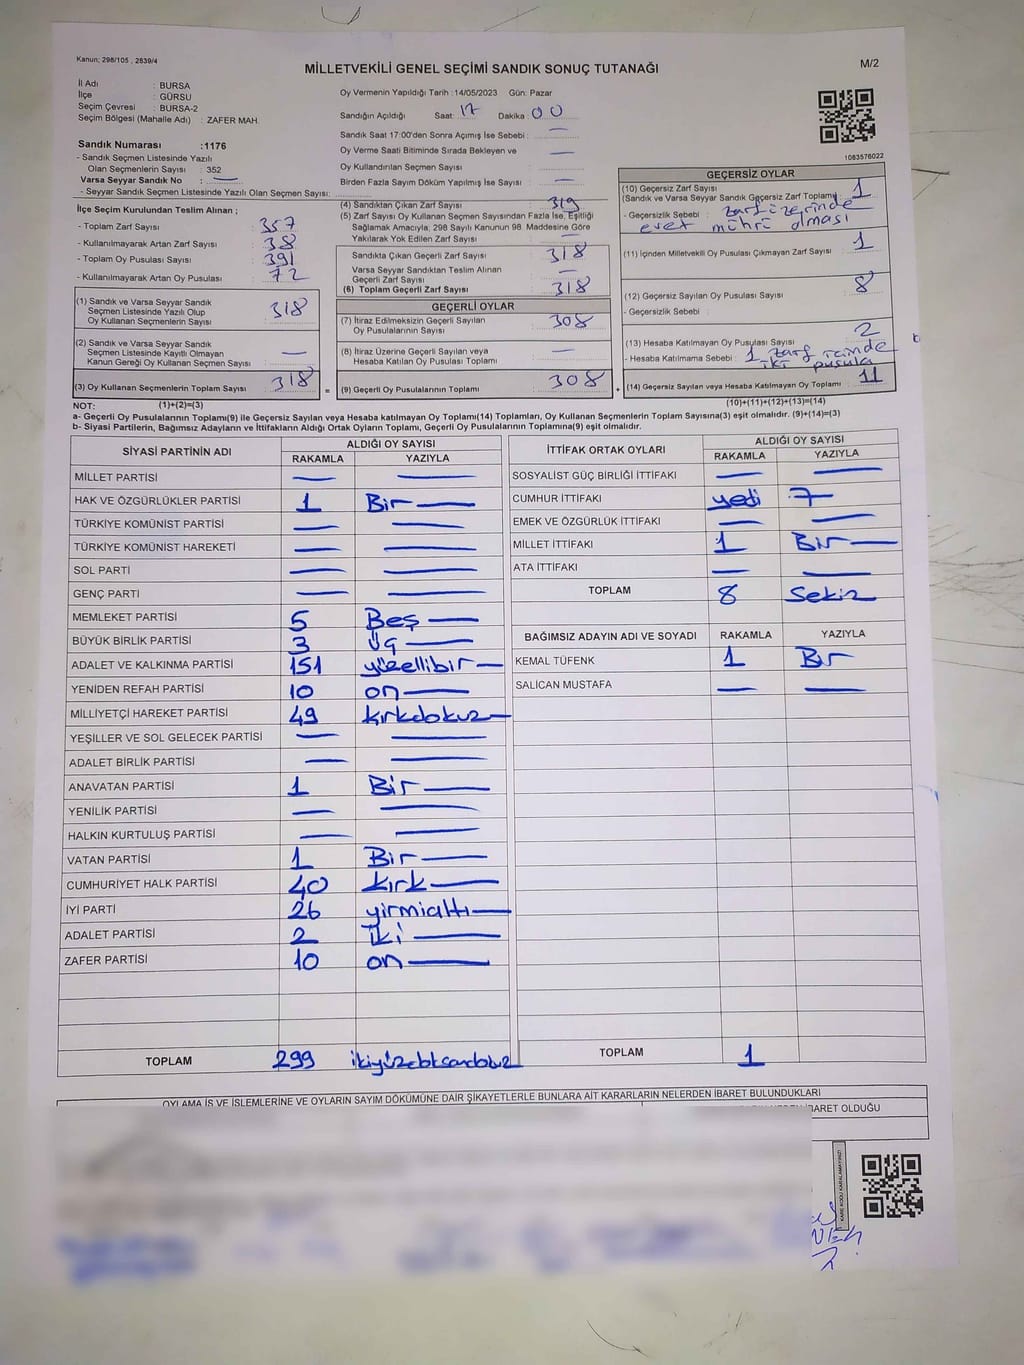 Kanun; 298/105 , 2839/4
MİLLETVEKİLİ GENEL SEÇİMİ SANDIK SONUÇ TUTANAĞI
M/2
İl Adı : BURSA
İlçe : GÜRSU
Seçim Çevresi : BURSA-2
Seçim Bölgesi (Mahalle Adı) : ZAFER MAH.
Sandık Numarası :1176
- Sandık Seçmen Listesinde Yazılı
Olan Seçmenlerin Sayısı : 352
Varsa Seyyar Sandık No : —
- Seyyar Sandık Seçmen Listesinde Yazılı Olan Seçmen Sayısı:
Oy Vermenin Yapıldığı Tarih :14/05/2023 Gün: Pazar
Sandığın Açıldığı Saat: 17 Dakika : 00
Sandık Saat 17:00'den Sonra Açımış İse Sebebi : —
Oy Verme Saati Bitiminde Sırada Bekleyen ve
Oy Kullandırılan Seçmen Sayısı —
Birden Fazla Sayım Döküm Yapılmış İse Sayısı —
1083576022
İlçe Seçim Kurulundan Teslim Alınan ;
- Toplam Zarf Sayısı : 357
- Kullanılmayarak Artan Zarf Sayısı : 38
- Toplam Oy Pusulası Sayısı : 391
- Kullanılmayarak Artan Oy Pusulası : 72
(1) Sandık ve Varsa Seyyar Sandık
Seçmen Listesinde Yazılı Olup
Oy Kullanan Seçmenlerin Sayısı : 318
(2) Sandık ve Varsa Seyyar Sandık
Seçmen Listesinde Kayıtlı Olmayan
Kanun Gereği Oy Kullanan Seçmen Sayısı : —
(3) Oy Kullanan Seçmenlerin Toplam Sayısı : 318 =
(4) Sandıktan Çıkan Zarf Sayısı : 319
(5) Zarf Sayısı Oy Kullanan Seçmen Sayısından Fazla İse, Eşitliği
Sağlamak Amacıyla; 298 Sayılı Kanunun 98. Maddesine Göre
Yakılarak Yok Edilen Zarf Sayısı : —
Sandıkta Çıkan Geçerli Zarf Sayısı : 318
Varsa Seyyar Sandıktan Teslim Alınan
Geçerli Zarf Sayısı : —
(6) Toplam Geçerli Zarf Sayısı : 318
GEÇERLİ OYLAR
(7) İtiraz Edilmeksizin Geçerli Sayılan
Oy Pusulalarının Sayısı : 308
(8) İtiraz Üzerine Geçerli Sayılan veya
Hesaba Katılan Oy Pusulası Toplamı : —
(9) Geçerli Oy Pusulalarının Toplamı : 308 +
GEÇERSİZ OYLAR
(10) Geçersiz Zarf Sayısı
(Sandık ve Varsa Seyyar Sandık Geçersiz Zarf Toplamı) : 1
- Geçersizlik Sebebi : zarf üzerinde
evet mührü olması
(11) İçinden Milletvekili Oy Pusulası Çıkmayan Zarf Sayısı : 1
(12) Geçersiz Sayılan Oy Pusulası Sayısı : 8
- Geçersizlik Sebebi :
(13) Hesaba Katılmayan Oy Pusulası Sayısı : 2
- Hesaba Katılmama Sebebi : 1 zarf içinde
iki pusula
(14) Geçersiz Sayılan veya Hesaba Katılmayan Oy Toplamı : 11
NOT: (1)+(2)=(3) (10)+(11)+(12)+(13)=(14)
a- Geçerli Oy Pusulalarının Toplamı(9) ile Geçersiz Sayılan veya Hesaba katılmayan Oy Toplamı(14) Toplamları, Oy Kullanan Seçmenlerin Toplam Sayısına(3) eşit olmalıdır. (9)+(14)=(3)
b- Siyasi Partilerin, Bağımsız Adayların ve İttifakların Aldığı Ortak Oyların Toplamı, Geçerli Oy Pusulalarının Toplamına(9) eşit olmalıdır.
SİYASİ PARTİNİN ADI ALDIĞI OY SAYISI
RAKAMLA YAZIYLA
MİLLET PARTİSİ — —
HAK VE ÖZGÜRLÜKLER PARTİSİ 1 Bir —
TÜRKİYE KOMÜNİST PARTİSİ — —
TÜRKİYE KOMÜNİST HAREKETİ — —
SOL PARTİ — —
GENÇ PARTİ — —
MEMLEKET PARTİSİ 5 Beş —
BÜYÜK BİRLİK PARTİSİ 3 Üç —
ADALET VE KALKINMA PARTİSİ 151 yüzellibir —
YENİDEN REFAH PARTİSİ 10 on —
MİLLİYETÇİ HAREKET PARTİSİ 49 kırkdokuz —
YEŞİLLER VE SOL GELECEK PARTİSİ — —
ADALET BİRLİK PARTİSİ — —
ANAVATAN PARTİSİ 1 Bir —
YENİLİK PARTİSİ — —
HALKIN KURTULUŞ PARTİSİ — —
VATAN PARTİSİ 1 Bir —
CUMHURİYET HALK PARTİSİ 40 kırk —
İYİ PARTİ 26 yirmialtı —
ADALET PARTİSİ 2 İki —
ZAFER PARTİSİ 10 on —
TOPLAM 299 ikiyüzdoksandokuz
İTTİFAK ORTAK OYLARI ALDIĞI OY SAYISI
RAKAMLA YAZIYLA
SOSYALIST GÜÇ BİRLİĞİ İTTİFAKI — —
CUMHUR İTTİFAKI yedi 7 —
EMEK VE ÖZGÜRLÜK İTTİFAKI — —
MİLLET İTTİFAKI 1 Bir —
ATA İTTİFAKI — —
TOPLAM 8 Sekiz
BAĞIMSIZ ADAYIN ADI VE SOYADI RAKAMLA YAZIYLA
KEMAL TÜFENK 1 Bir
SALİCAN MUSTAFA — —
TOPLAM 1
OYLAMA İŞ VE İŞLEMLERİNE VE OYLARIN SAYIM DÖKÜMÜNE DAİR ŞİKAYETLERLE BUNLARA AİT KARARLARIN NELERDEN İBARET BULUNDUKLARI
İBARET OLDUĞU
KARE KODU KARALAMAYINIZ!